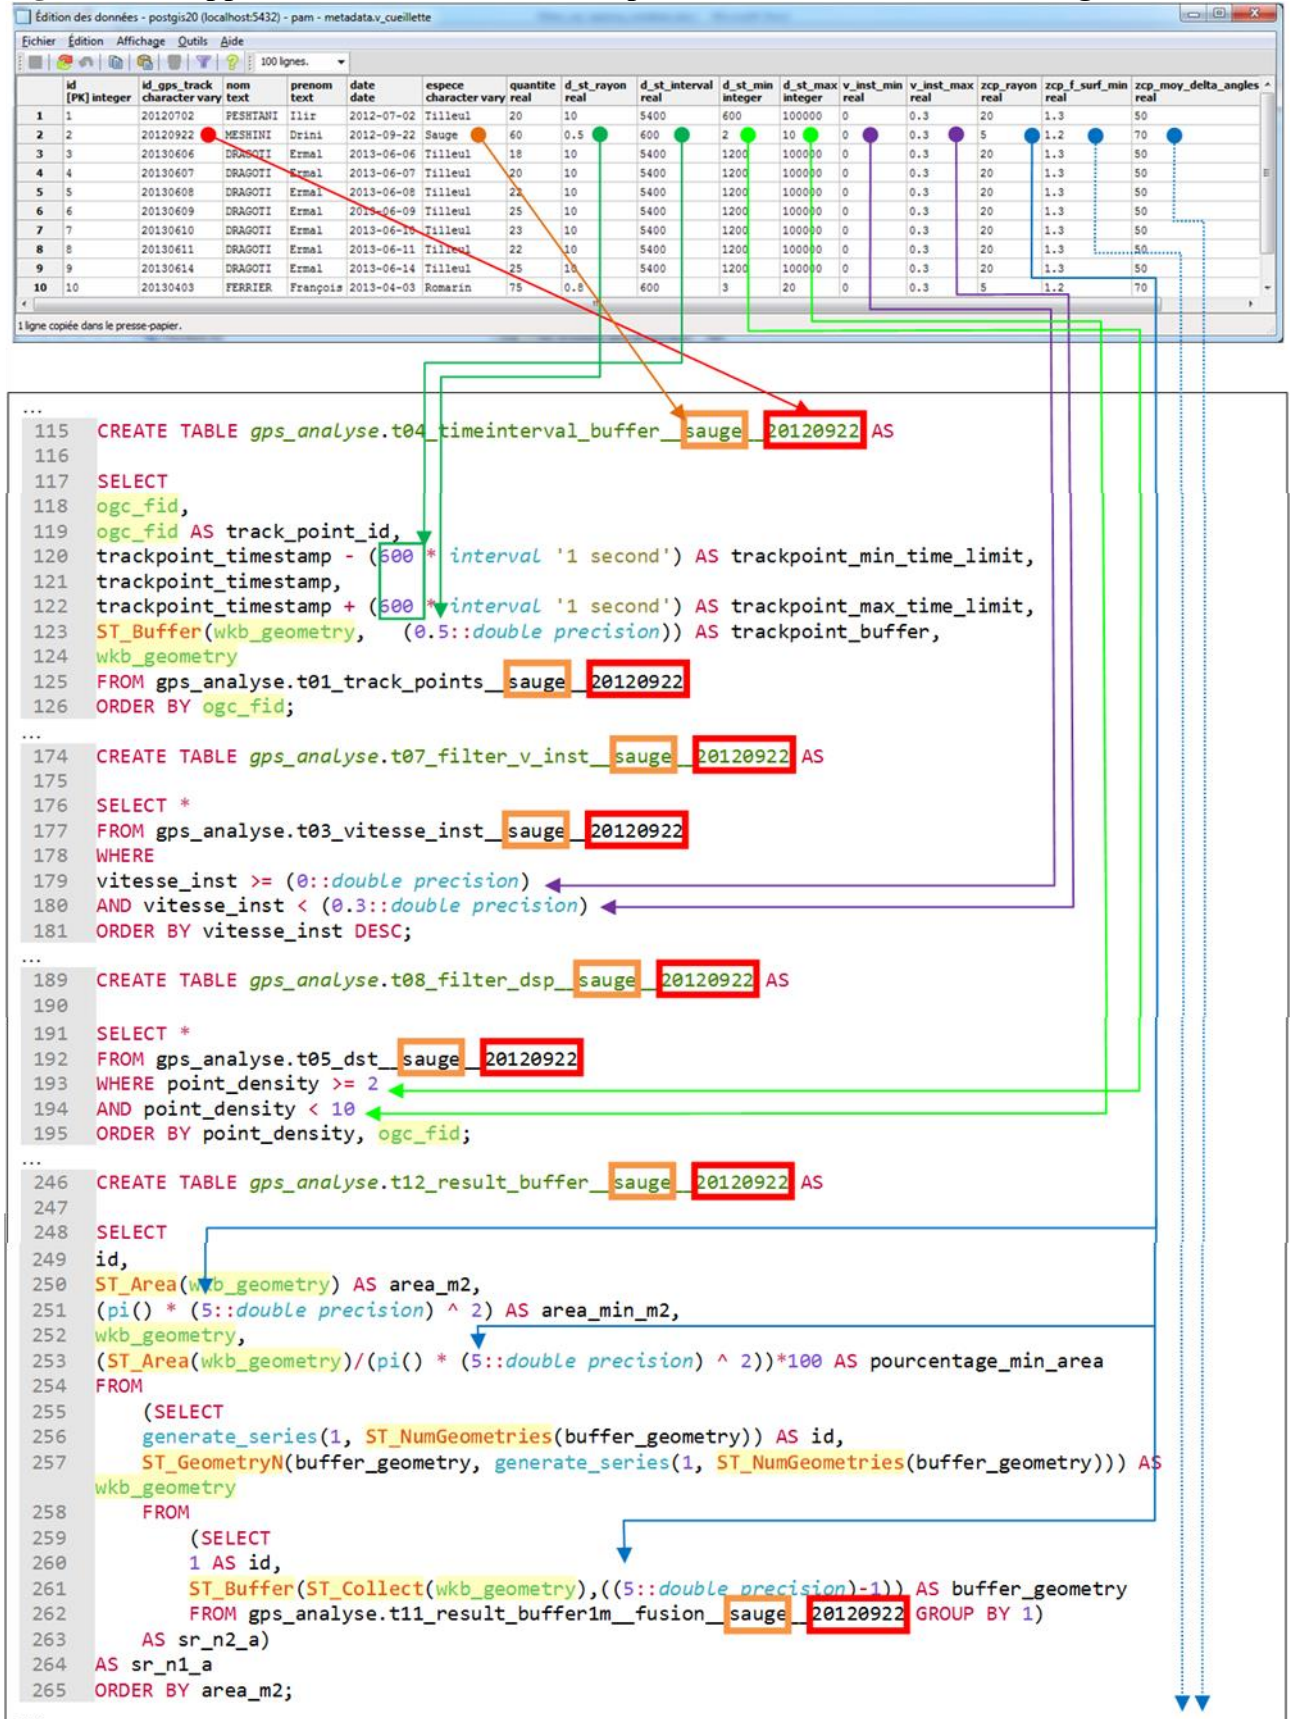 Édition des données - postgis20 (localhost:5432) - pam - metadata.v_cueillette
Fichier Édition Affichage Outils Aide
100 lignes.
id id_gps_track nom prenom date espece quantite d_st_rayon d_st_interval d_st_min d_st_max v_inst_min v_inst_max zcp_rayon zcp_f_surf_min zcp_moy_delta_angles
[PK] integer character vary text text date character vary real real real integer integer real real real real real
1 1 20120702 PESHTANI Ilir 2012-07-02 Tilleul 20 10 5400 600 100000 0 0.3 20 1.3 50
2 2 20120922 MESHINI Drini 2012-09-22 Sauge 60 0.5 600 2 10 0 0.3 5 1.2 70
3 3 20130606 DRAGOTI Ermal 2013-06-06 Tilleul 18 10 5400 1200 100000 0 0.3 20 1.3 50
4 4 20130607 DRAGOTI Ermal 2013-06-07 Tilleul 20 10 5400 1200 100000 0 0.3 20 1.3 50
5 5 20130608 DRAGOTI Ermal 2013-06-08 Tilleul 22 10 5400 1200 100000 0 0.3 20 1.3 50
6 6 20130609 DRAGOTI Ermal 2013-06-09 Tilleul 25 10 5400 1200 100000 0 0.3 20 1.3 50
7 7 20130610 DRAGOTI Ermal 2013-06-10 Tilleul 23 10 5400 1200 100000 0 0.3 20 1.3 50
8 8 20130611 DRAGOTI Ermal 2013-06-11 Tilleul 22 10 5400 1200 100000 0 0.3 20 1.3 50
9 9 20130614 DRAGOTI Ermal 2013-06-14 Tilleul 25 10 5400 1200 100000 0 0.3 20 1.3 50
10 10 20130403 FERRIER François 2013-04-03 Romarin 75 0.8 600 3 20 0 0.3 5 1.2 70
1 ligne copiée dans le presse-papier.
...
115 CREATE TABLE gps_analyse.t04_timeinterval_buffer__sauge__20120922 AS
116
117 SELECT
118 ogc_fid,
119 ogc_fid AS track_point_id,
120 trackpoint_timestamp - (600 * interval '1 second') AS trackpoint_min_time_limit,
121 trackpoint_timestamp,
122 trackpoint_timestamp + (600 * interval '1 second') AS trackpoint_max_time_limit,
123 ST_Buffer(wkb_geometry, (0.5::double precision)) AS trackpoint_buffer,
124 wkb_geometry
125 FROM gps_analyse.t01_track_points__sauge__20120922
126 ORDER BY ogc_fid;
...
174 CREATE TABLE gps_analyse.t07_filter_v_inst__sauge__20120922 AS
175
176 SELECT *
177 FROM gps_analyse.t03_vitesse_inst__sauge__20120922
178 WHERE
179 vitesse_inst >= (0::double precision)
180 AND vitesse_inst < (0.3::double precision)
181 ORDER BY vitesse_inst DESC;
...
189 CREATE TABLE gps_analyse.t08_filter_dsp__sauge__20120922 AS
190
191 SELECT *
192 FROM gps_analyse.t05_dst__sauge__20120922
193 WHERE point_density >= 2
194 AND point_density < 10
195 ORDER BY point_density, ogc_fid;
...
246 CREATE TABLE gps_analyse.t12_result_buffer__sauge__20120922 AS
247
248 SELECT
249 id,
250 ST_Area(wkb_geometry) AS area_m2,
251 (pi() * (5::double precision) ^ 2) AS area_min_m2,
252 wkb_geometry,
253 (ST_Area(wkb_geometry)/(pi() * (5::double precision) ^ 2))*100 AS pourcentage_min_area
254 FROM
255 (SELECT
256 generate_series(1, ST_NumGeometries(buffer_geometry)) AS id,
257 ST_GeometryN(buffer_geometry, generate_series(1, ST_NumGeometries(buffer_geometry))) AS
wkb_geometry
258 FROM
259 (SELECT
260 1 AS id,
261 ST_Buffer(ST_Collect(wkb_geometry),((5::double precision)-1)) AS buffer_geometry
262 FROM gps_analyse.t11_result_buffer1m__fusion__sauge__20120922 GROUP BY 1)
263 AS sr_n2_a)
264 AS sr_n1_a
265 ORDER BY area_m2;